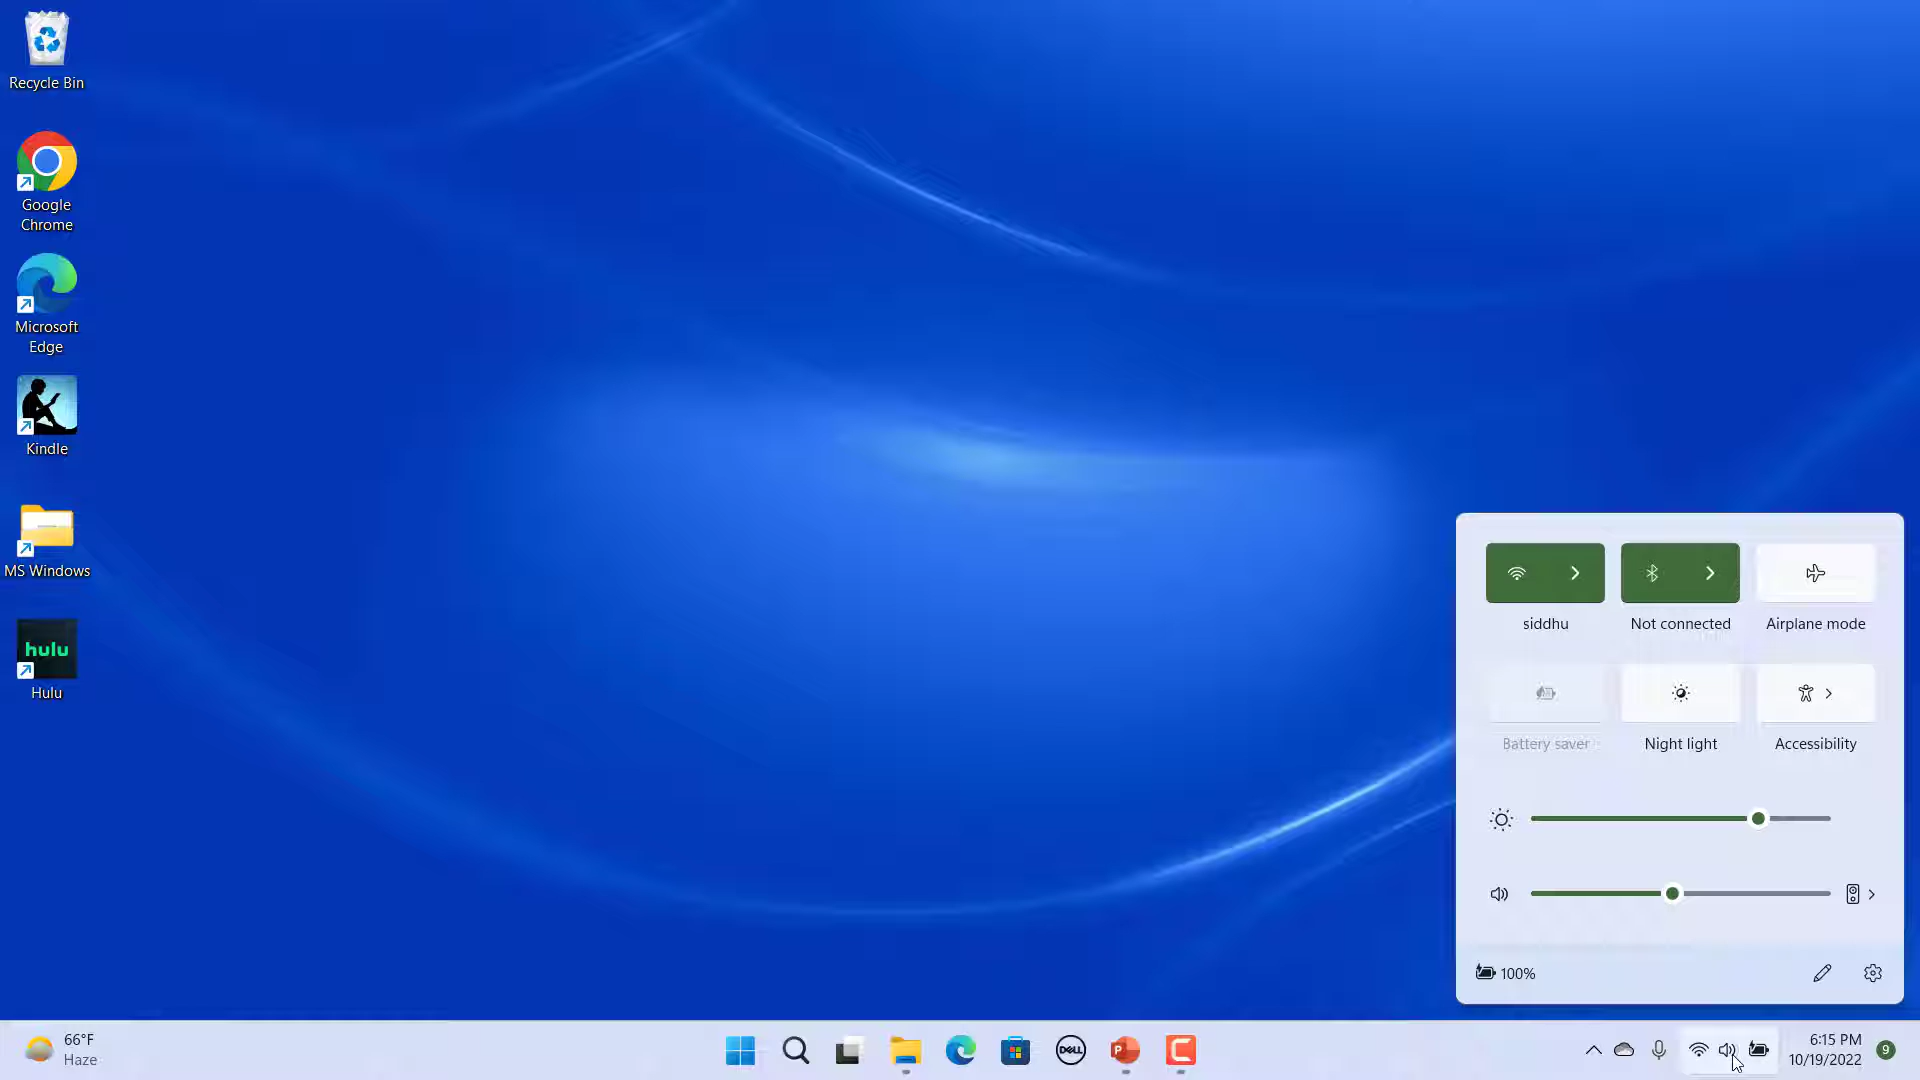 Recycle Bin
Google
Chrome
Microsoft
Edge
Kindle
MS Windows
hulu
Hulu
siddhu
Not connected
Airplane mode
Battery saver
Night light
Accessibility
100%
66°F
Haze
DELL
P
C
6:15 PM
10/19/2022
9